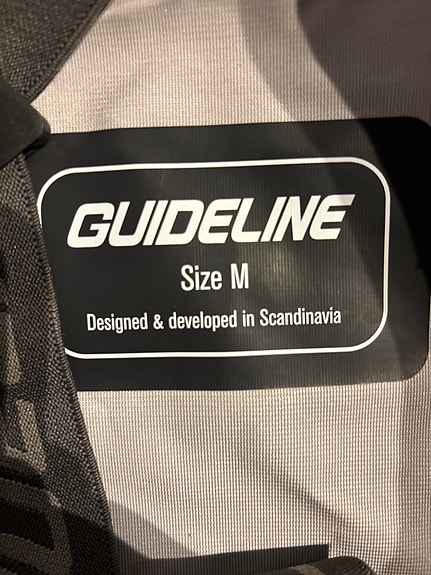 GUIDELINE
Size M
Designed & developed in Scandinavia